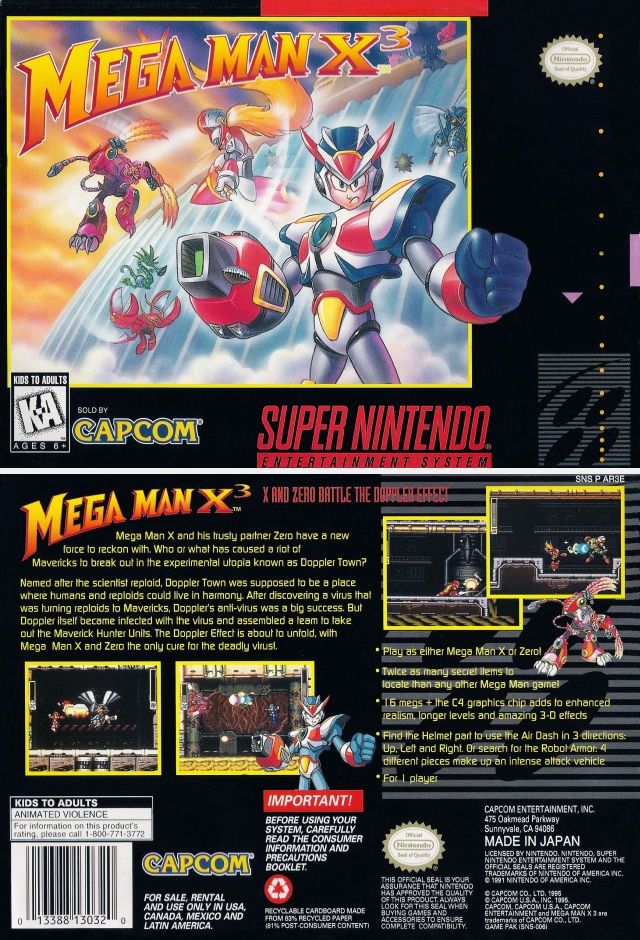 MEGA MAN X3
TM
Official
Nintendo
Seal of Quality
KIDS TO ADULTS
K-A
AGES 6+
SOLD BY
CAPCOM
SUPER NINTENDO
ENTERTAINMENT SYSTEM
SNS P AR3E
MEGA MAN X3
TM
X AND ZERO BATTLE THE DOPPLER EFFECT
Mega Man X and his trusty partner Zero have a new
force to reckon with. Who or what has caused a riot of
Mavericks to break out in the experimental utopia known as Doppler Town?
Named after the scientist reploid, Doppler Town was supposed to be a place
where humans and reploids could live in harmony. After discovering a virus that
was turning reploids to Mavericks, Doppler's anti-virus was a big success. But
Doppler itself became infected with the virus and assembled a team to take
out the Maverick Hunter Units. The Doppler Effect is about to unfold, with
Mega Man X and Zero the only cure for the deadly virus!
• Play as either Mega Man X or Zero!
• Twice as many secret items to
locate than any other Mega Man game!
• 16 megs + the C4 graphics chip adds to enhanced
realism, longer levels and amazing 3-D effects
• Find the Helmet part to use the Air Dash in 3 directions:
Up, Left and Right. Or search for the Robot Armor: 4
different pieces make up an intense attack vehicle
• For 1 player
KIDS TO ADULTS
ANIMATED VIOLENCE
For information on this product's
rating, please call 1-800-771-3772
0 13388 13032 0
CAPCOM
FOR SALE, RENTAL
AND USE ONLY IN USA,
CANADA, MEXICO AND
LATIN AMERICA.
IMPORTANT!
BEFORE USING YOUR
SYSTEM, CAREFULLY
READ THE CONSUMER
INFORMATION AND
PRECAUTIONS
BOOKLET.
RECYCLABLE CARDBOARD MADE
FROM 83% RECYCLED PAPER
(81% POST-CONSUMER CONTENT)
Official
Nintendo
Seal of Quality
THIS OFFICIAL SEAL IS YOUR
ASSURANCE THAT NINTENDO
HAS APPROVED THE QUALITY
OF THIS PRODUCT. ALWAYS
LOOK FOR THIS SEAL WHEN
BUYING GAMES AND
ACCESSORIES TO ENSURE
COMPLETE COMPATIBILITY.
CAPCOM ENTERTAINMENT, INC.
475 Oakmead Parkway
Sunnyvale, CA 94086
MADE IN JAPAN
LICENSED BY NINTENDO. NINTENDO, SUPER
NINTENDO ENTERTAINMENT SYSTEM AND THE
OFFICIAL SEALS ARE REGISTERED
TRADEMARKS OF NINTENDO OF AMERICA INC.
© 1991 NINTENDO OF AMERICA INC.
© CAPCOM CO., LTD. 1995
© CAPCOM U.S.A., INC. 1995.
CAPCOM, CAPCOM U.S.A., CAPCOM
ENTERTAINMENT and MEGA MAN X 3 are
trademarks of CAPCOM CO., LTD.
GAME PAK (SNS-006)